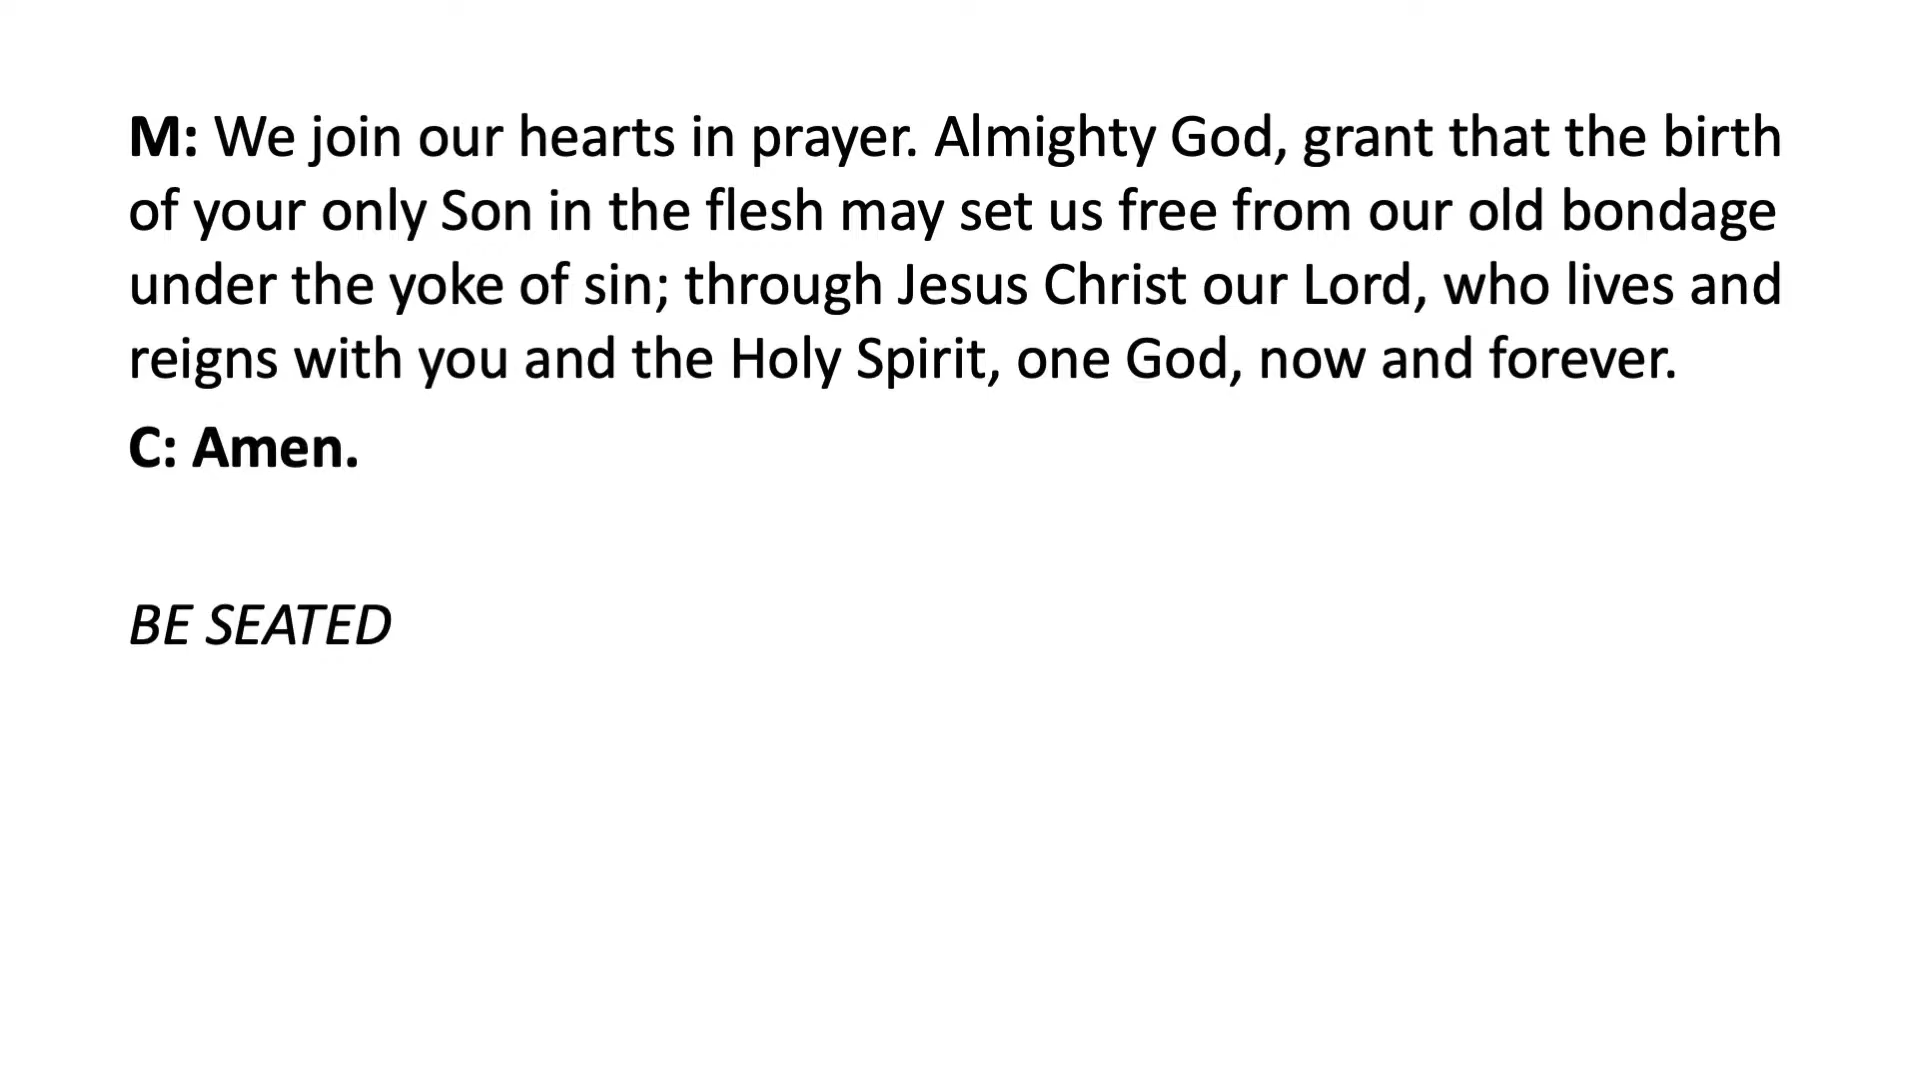 M: We join our hearts in prayer. Almighty God, grant that the birth
of your only Son in the flesh may set us free from our old bondage
under the yoke of sin; through Jesus Christ our Lord, who lives and
reigns with you and the Holy Spirit, one God, now and forever.
C: Amen.
BE SEATED